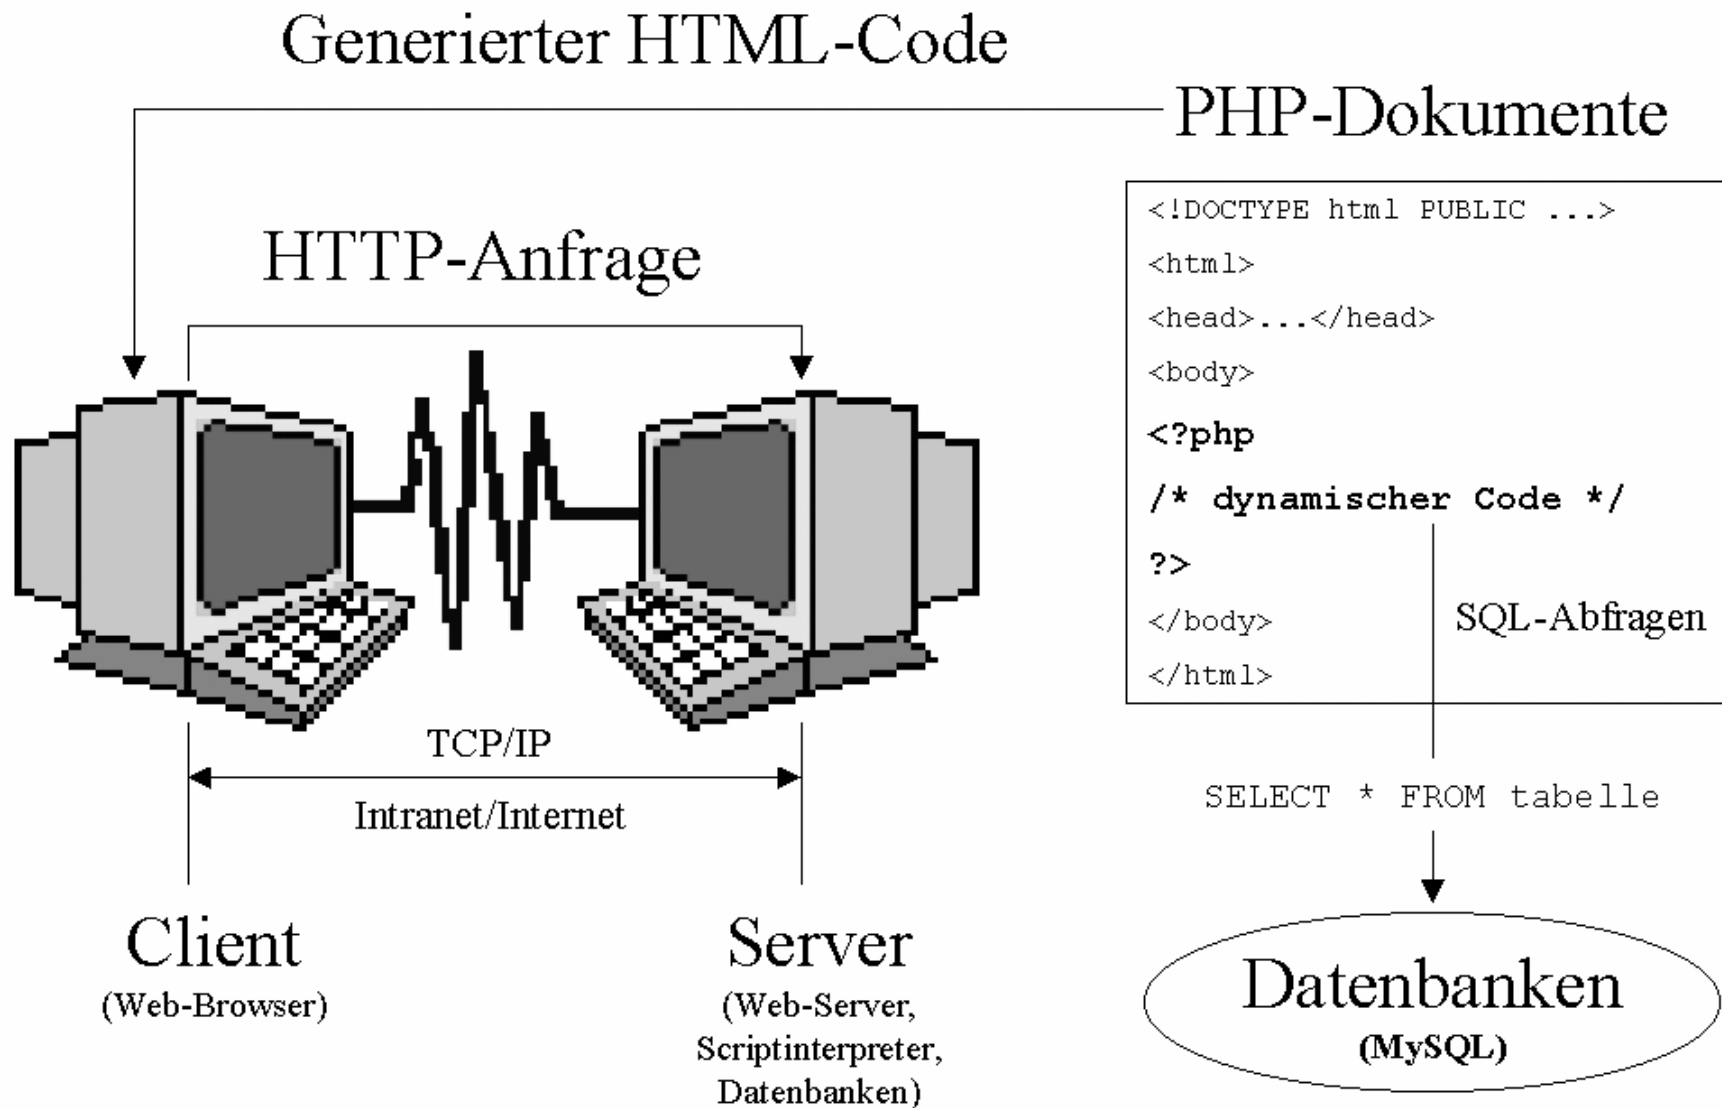 Generierter HTML-Code
PHP-Dokumente
HTTP-Anfrage
<!DOCTYPE html PUBLIC ...>
<html>
<head>...</head>
<body>
<?php
/* dynamischer Code */
?>
</body>
</html>
SQL-Abfragen
TCP/IP
Intranet/Internet
SELECT * FROM tabelle
Client
(Web-Browser)
Server
(Web-Server,
Scriptinterpreter,
Datenbanken)
Datenbanken
(MySQL)